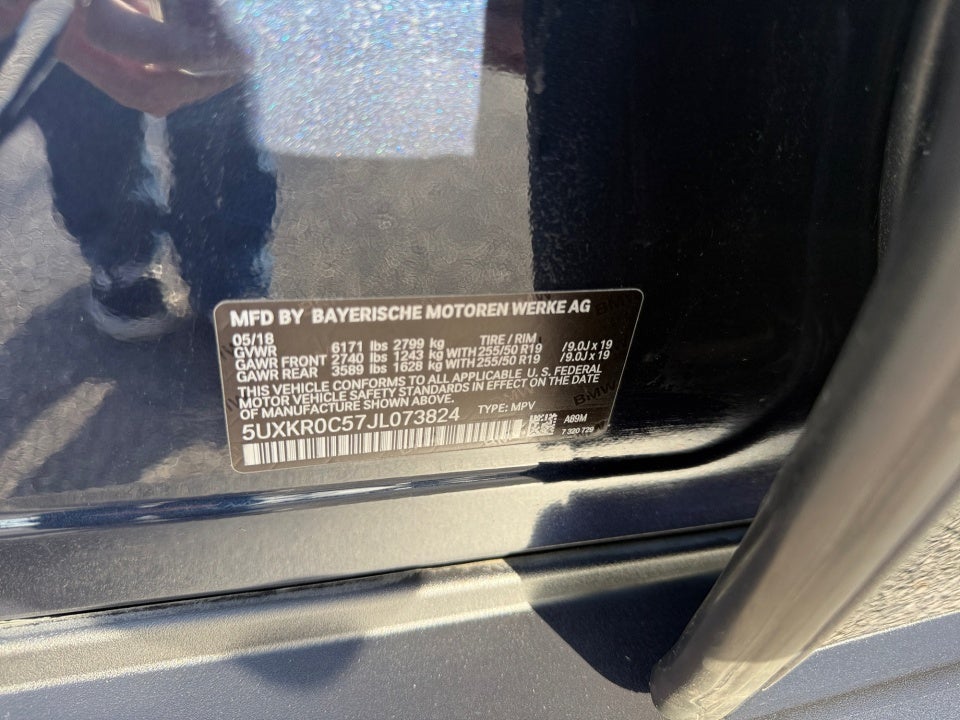 MFD BY BAYERISCHE MOTOREN WERKE AG
05/18
GVWR 6171 lbs 2799 kg TIRE / RIM
GAWR FRONT 2740 lbs 1243 kg WITH 255/50 R19 / 9.0J x 19
GAWR REAR 3589 lbs 1628 kg WITH 255/50 R19 / 9.0J x 19
THIS VEHICLE CONFORMS TO ALL APPLICABLE U. S. FEDERAL
MOTOR VEHICLE SAFETY STANDARDS IN EFFECT ON THE DATE
OF MANUFACTURE SHOWN ABOVE.
5UXKR0C57JL073824 TYPE: MPV
A89M
7 320 729
BMW